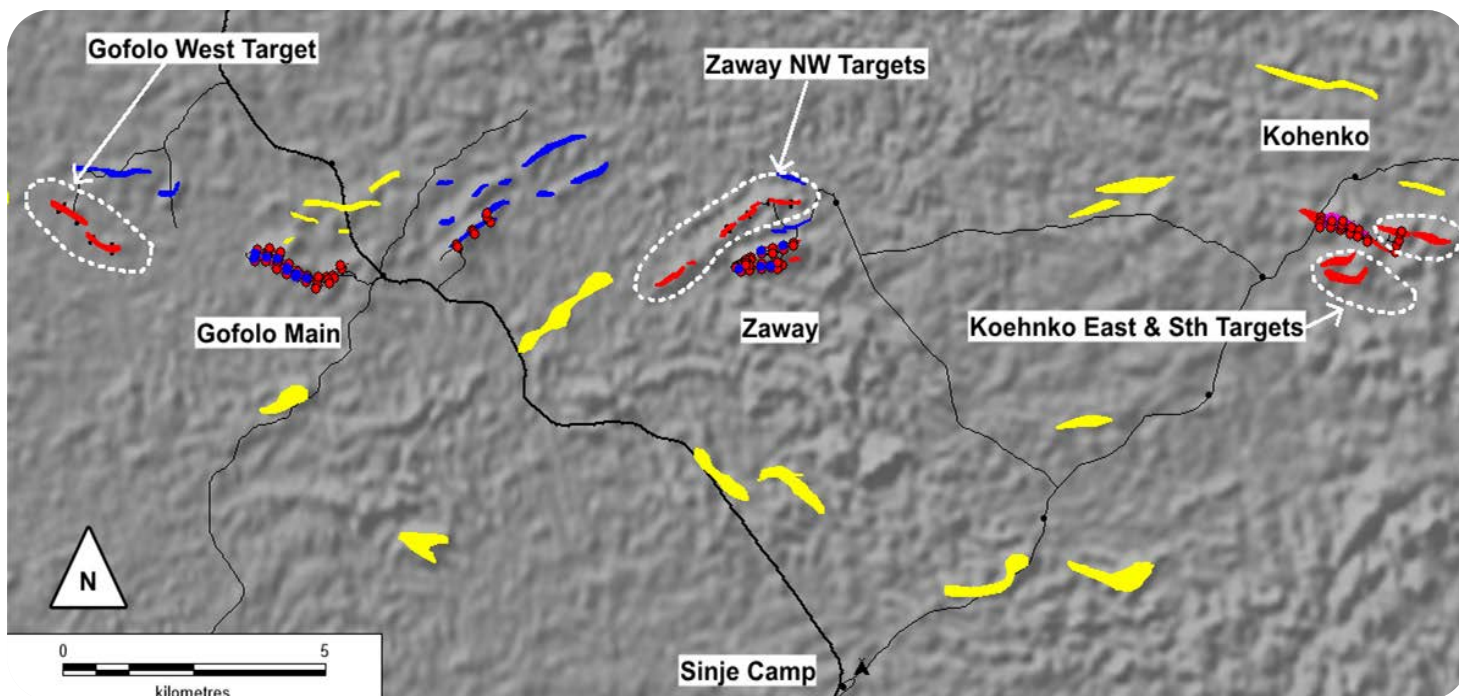 Gofolo West Target
Zaway NW Targets
Kohenko
Gofolo Main
Zaway
Koehnko East & Sth Targets
N
Sinje Camp
0 5
kilometres